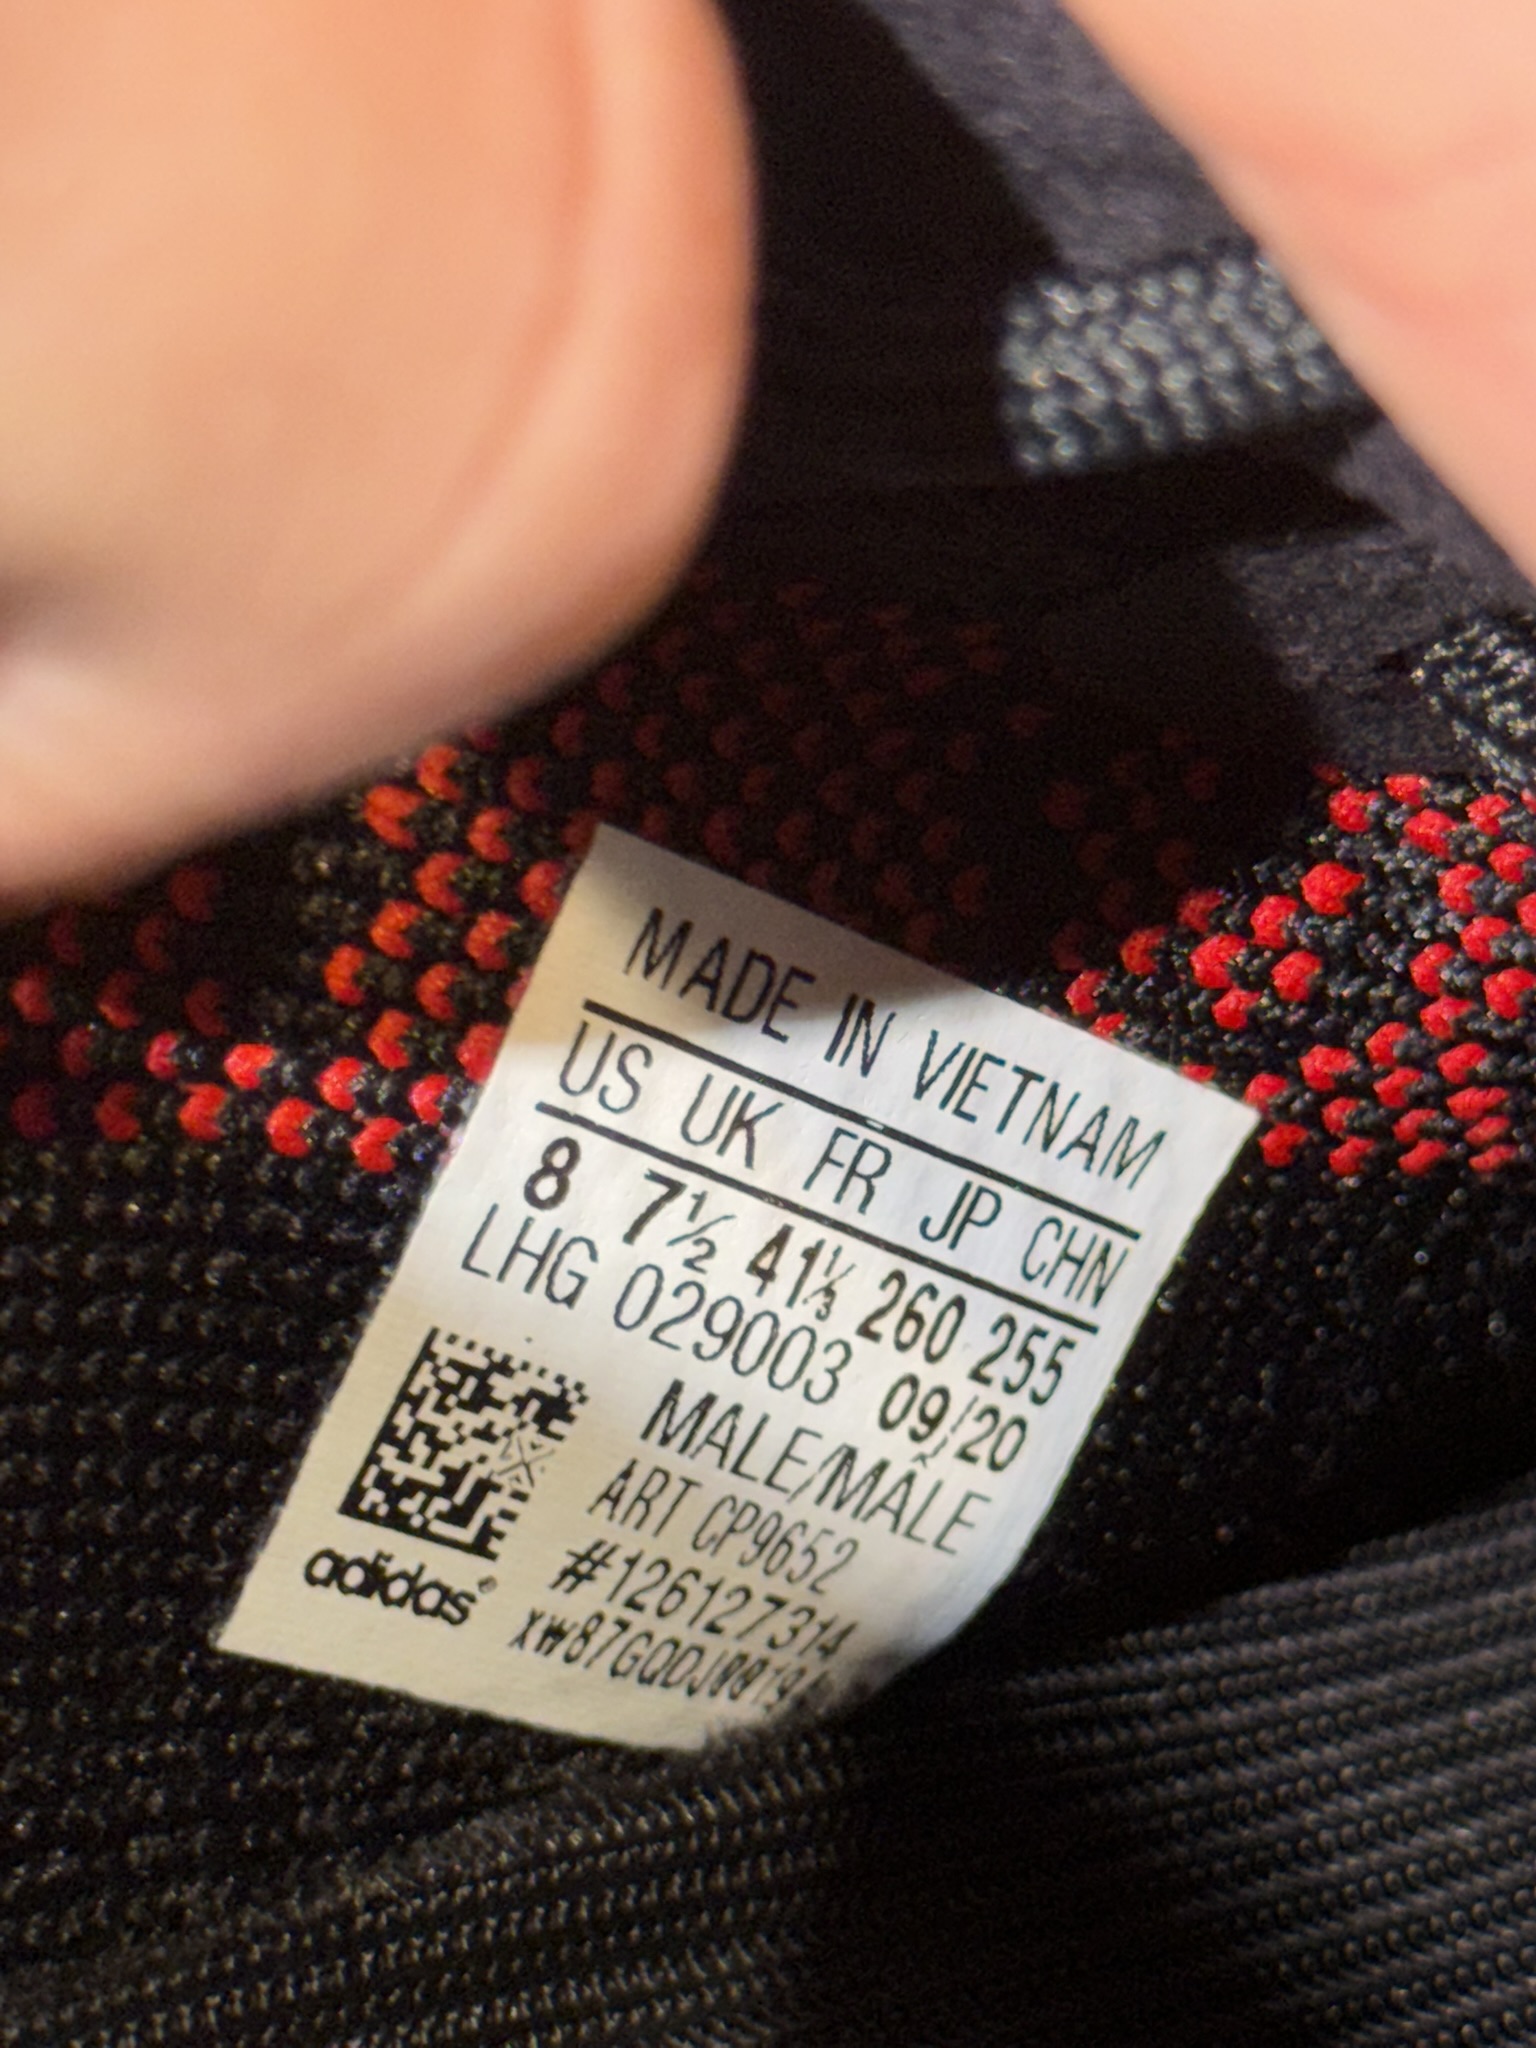 MADE IN VIETNAM
US UK FR JP CHN
8 7½ 41⅓ 260 255
LHG 029003 09/20
MALE/MÂLE
ART CP9652
#126127314
adidas